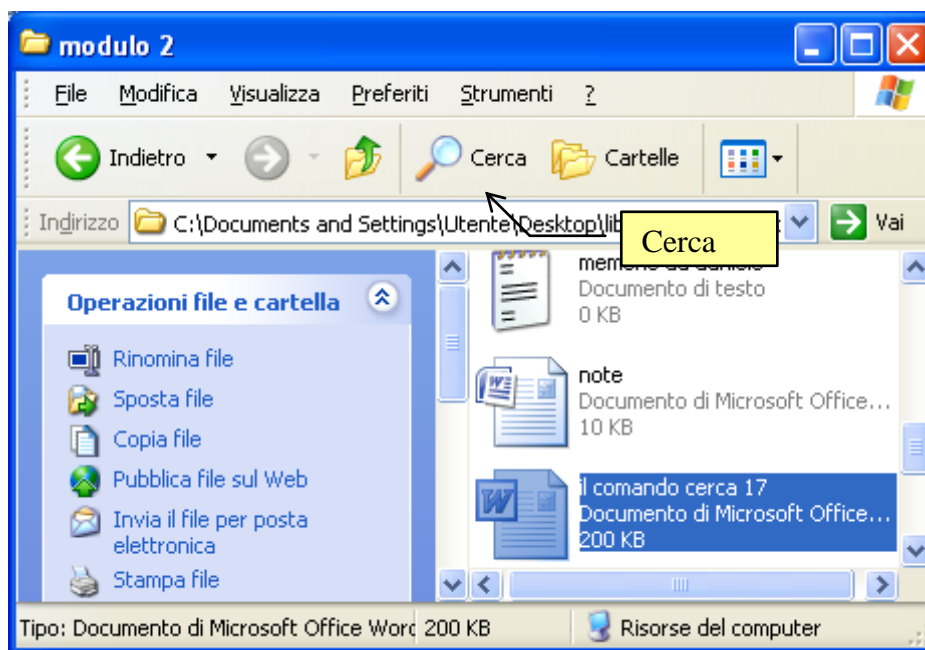 modulo 2
File Modifica Visualizza Preferiti Strumenti ?
Indietro Cerca Cartelle
Indirizzo C:\Documents and Settings\Utente\Desktop\lib Vai
Cerca
Operazioni file e cartella
Rinomina file
Sposta file
Copia file
Pubblica file sul Web
Invia il file per posta
elettronica
Stampa file
Documento di testo
0 KB
note
Documento di Microsoft Office...
10 KB
il comando cerca 17
Documento di Microsoft Office...
200 KB
Tipo: Documento di Microsoft Office Word 200 KB Risorse del computer